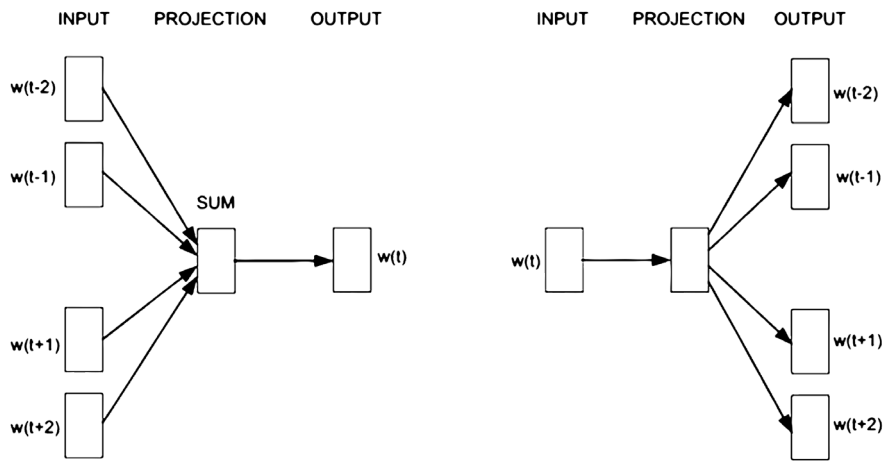 INPUT PROJECTION OUTPUT
w(t-2)
w(t-1)
SUM
w(t)
w(t+1)
w(t+2)
INPUT PROJECTION OUTPUT
w(t-2)
w(t-1)
w(t)
w(t+1)
w(t+2)